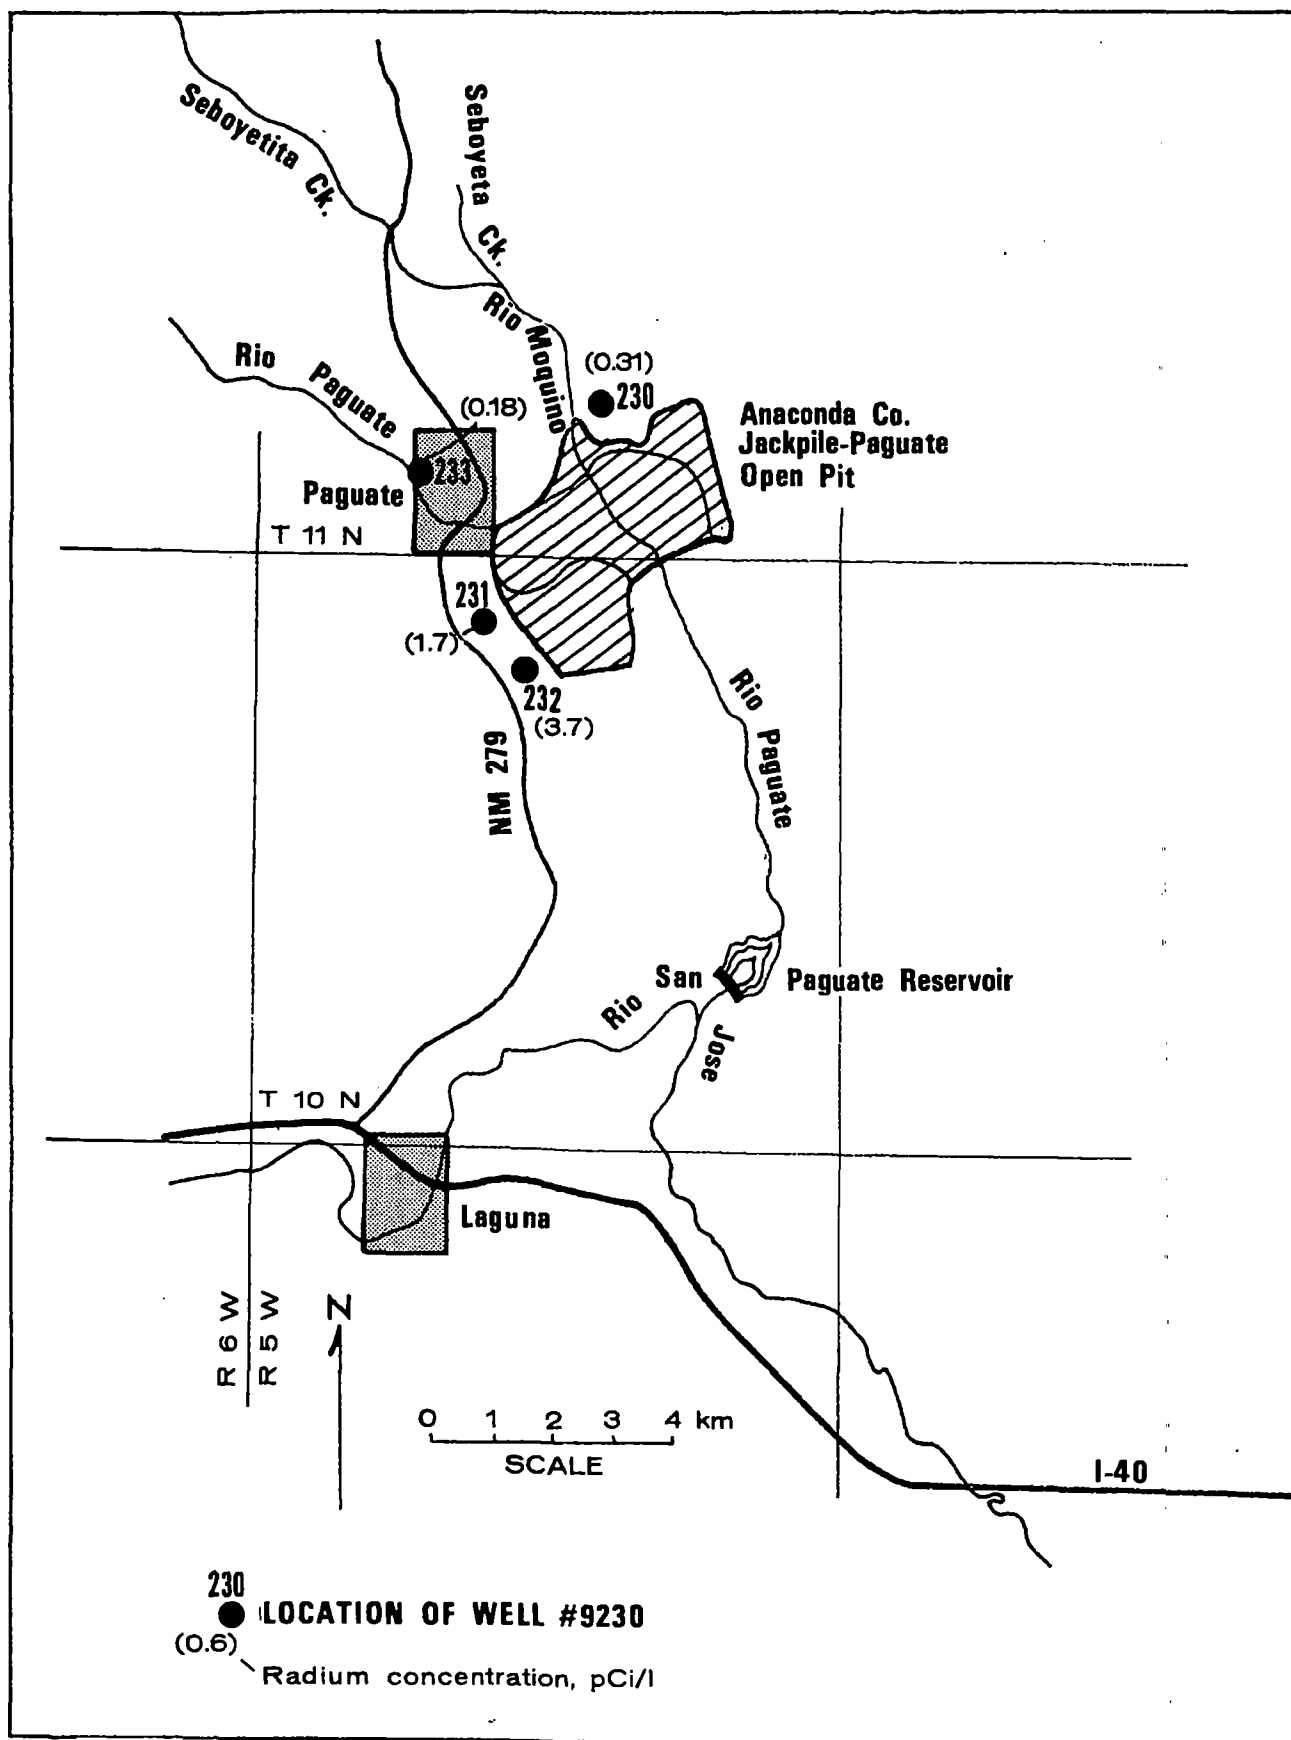 Seboyetita Ck.
Seboyeta Ck.
Rio Moquino
Rio Paguate
(0.31)
230
(0.18)
233
Paguate
Anaconda Co.
Jackpile-Paguate
Open Pit
T 11 N
231
(1.7)
232
(3.7)
NM 279
Rio Paguate
San
Paguate Reservoir
Rio
Jose
T 10 N
Laguna
R 6 W
R 5 W
N
0 1 2 3 4 km
SCALE
I-40
230
LOCATION OF WELL #9230
(0.6)
Radium concentration, pCi/l